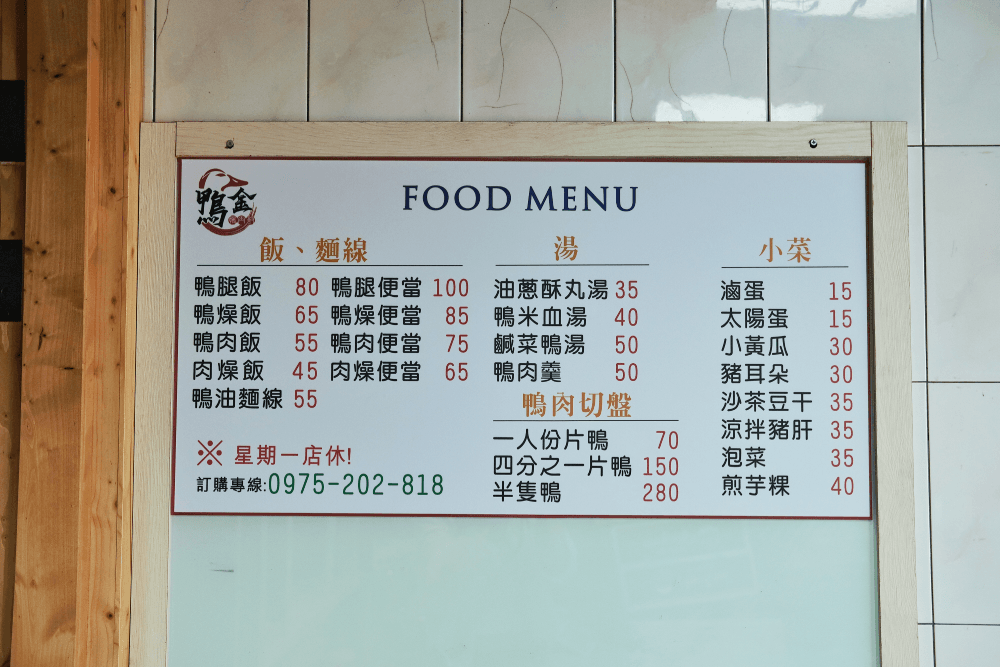 鴨金
FOOD MENU
飯、麵線
鴨腿飯 80 鴨腿便當 100
鴨燥飯 65 鴨燥便當 85
鴨肉飯 55 鴨肉便當 75
肉燥飯 45 肉燥便當 65
鴨油麵線 55
※ 星期一店休!
訂購專線:0975-202-818
湯
油蔥酥丸湯 35
鴨米血湯 40
鹹菜鴨湯 50
鴨肉羹 50
鴨肉切盤
一人份片鴨 70
四分之一片鴨 150
半隻鴨 280
小菜
滷蛋 15
太陽蛋 15
小黃瓜 30
豬耳朵 30
沙茶豆干 35
涼拌豬肝 35
泡菜 35
煎芋粿 40